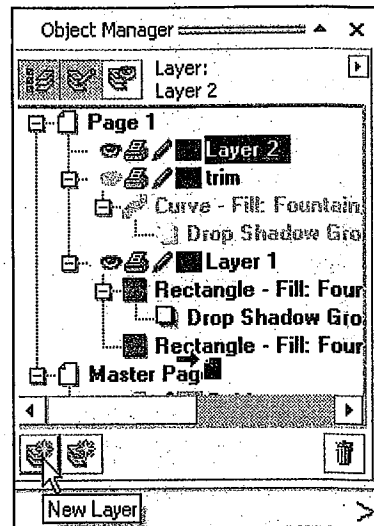 Object Manager
Layer:
Layer 2
Page 1
Layer 2
trim
Curve - Fill: Fountain
Drop Shadow Gro
Layer 1
Rectangle - Fill: Four
Drop Shadow Gro
Rectangle - Fill: Four
Master Pag
New Layer